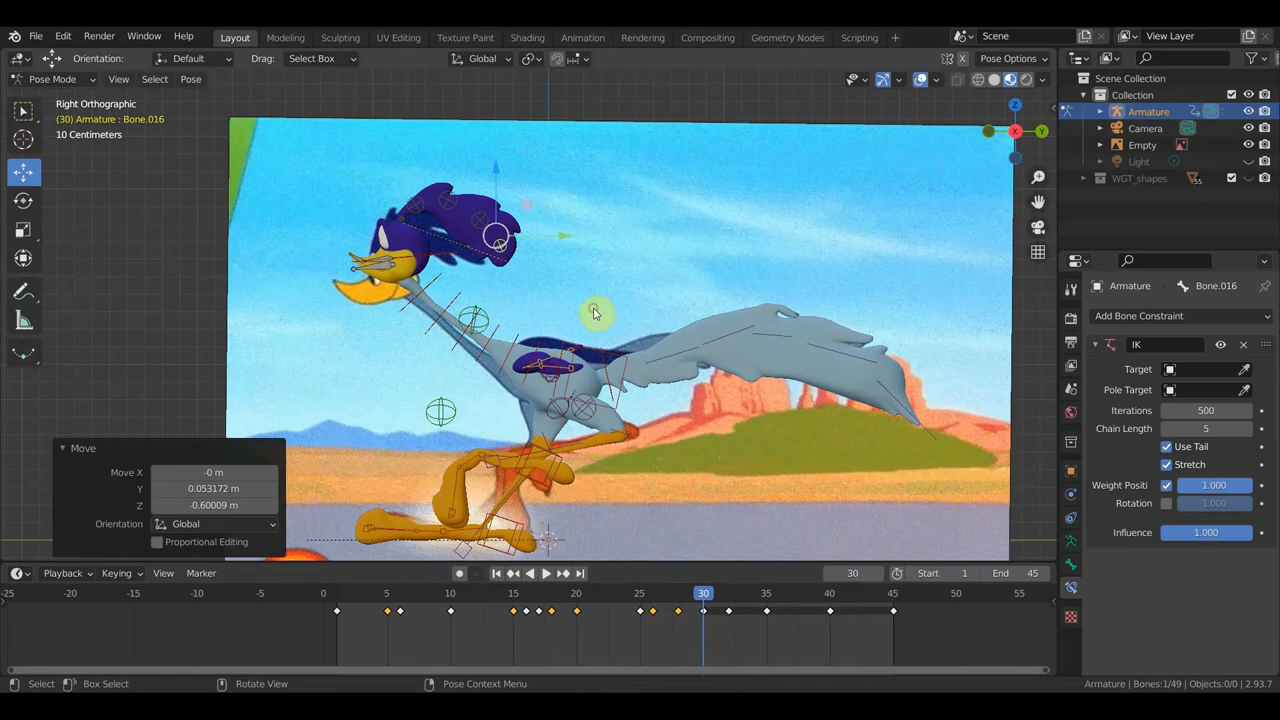 File Edit Render Window Help Layout Modeling Sculpting UV Editing Texture Paint Shading Animation Rendering Compositing Geometry Nodes Scripting + Scene View Layer
Orientation: Default Drag: Select Box Global Pose Options
Pose Mode View Select Pose
Right Orthographic
(30) Armature : Bone.016
10 Centimeters
Z
X
Y
Scene Collection
Collection
Armature
Camera
Empty
Light
WGT_shapes
55
Armature Bone.016
Add Bone Constraint
IK
Target
Pole Target
Iterations 500
Chain Length 5
Use Tail
Stretch
Weight Positi 1.000
Rotation 1.000
Influence 1.000
Move
Move X -0 m
Y 0.053172 m
Z -0.60009 m
Orientation Global
Proportional Editing
Playback Keying View Marker 30 Start 1 End 45
-25 -20 -15 -10 -5 0 5 10 15 20 25 30 35 40 45 50 55
Select Box Select Rotate View Pose Context Menu Armature | Bones:1/49 | Objects:0/0 | 2.93.7